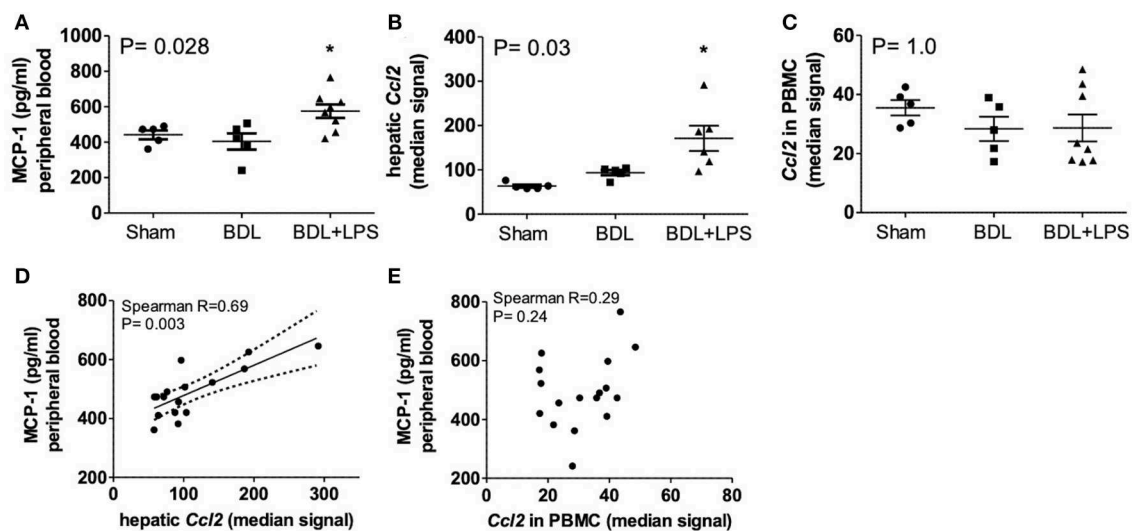 A
P= 0.028
MCP-1 (pg/ml)
peripheral blood
1000
800
600
400
200
0
*
Sham
BDL
BDL+LPS
B
P= 0.03
hepatic Ccl2
(median signal)
400
300
200
100
0
*
Sham
BDL
BDL+LPS
C
P= 1.0
Ccl2 in PBMC
(median signal)
60
40
20
0
Sham
BDL
BDL+LPS
D
Spearman R=0.69
P= 0.003
MCP-1 (pg/ml)
peripheral blood
800
600
400
200
0
100
200
300
hepatic Ccl2 (median signal)
E
Spearman R=0.29
P= 0.24
MCP-1 (pg/ml)
peripheral blood
800
600
400
200
0
20
40
60
80
Ccl2 in PBMC (median signal)